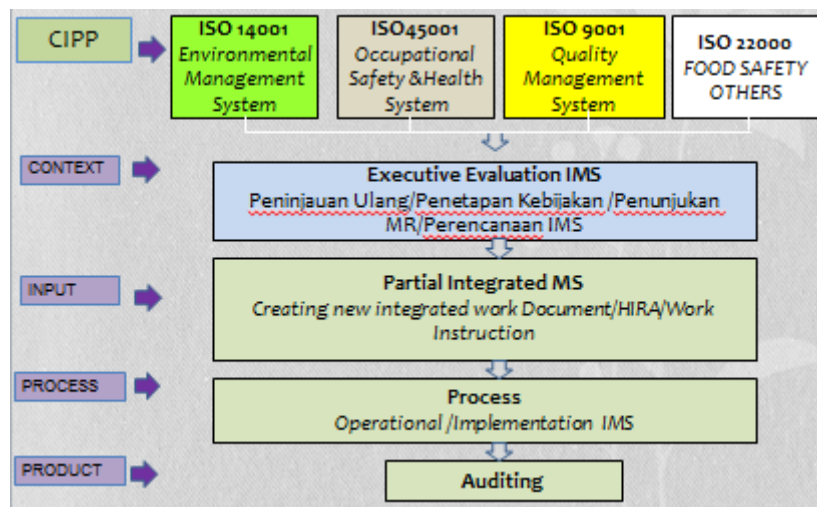 CIPP
ISO 14001
Environmental
Management
System
ISO45001
Occupational
Safety &Health
System
ISO 9001
Quality
Management
System
ISO 22000
FOOD SAFETY
OTHERS
CONTEXT
Executive Evaluation IMS
Peninjauan Ulang/Penetapan Kebijakan /Penunjukan
MR/Perencanaan IMS
INPUT
Partial Integrated MS
Creating new integrated work Document/HIRA/Work
Instruction
PROCESS
Process
Operational /Implementation IMS
PRODUCT
Auditing